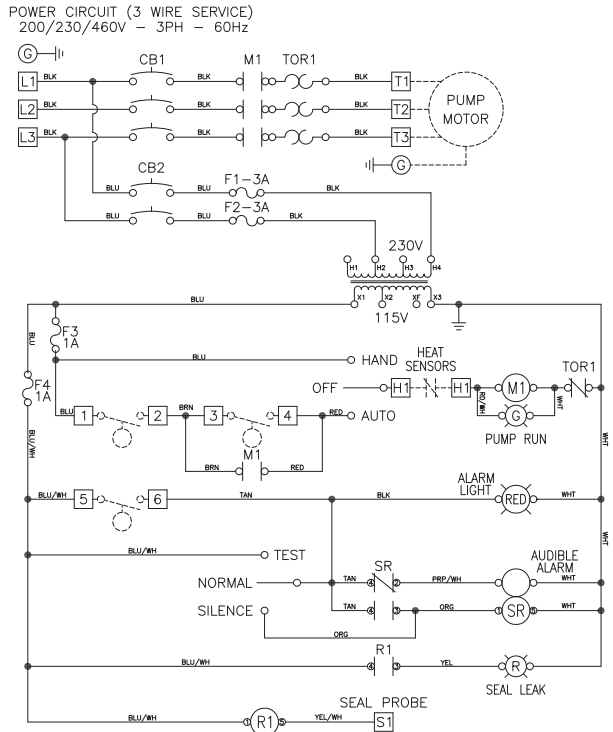 POWER CIRCUIT (3 WIRE SERVICE)
200/230/460V – 3PH – 60Hz
G
CB1 M1 TOR1
L1 BLK BLK BLK BLK T1
L2 BLK BLK BLK BLK T2
L3 BLK BLK BLK BLK T3
PUMP
MOTOR
G
CB2 F1-3A
BLU BLU BLK
F2-3A
BLU BLU BLK
230V
H1 H2 H3 H4
X1 X2 XF X3
BLU
115V
BLU
F3
1A
BLU
HAND
HEAT
SENSORS
TOR1
F4
1A
OFF H1 H1 M1
RD/WH
G
WHT
PUMP RUN
BLU 1 2 BRN 3 4 RED AUTO
M1
BRN RED
BLU/WH
WHT
ALARM
LIGHT
BLU/WH 5 6 TAN BLK RED WHT
WHT
BLU/WH TEST
AUDIBLE
ALARM
SR
NORMAL TAN 4 2 PRP/WH WHT
SILENCE TAN 4 3 ORG 1 SR 5 WHT
ORG
R1
BLU/WH 4 3 YEL R
SEAL LEAK
SEAL PROBE
BLU/WH 1 R1 5 YEL/WH S1